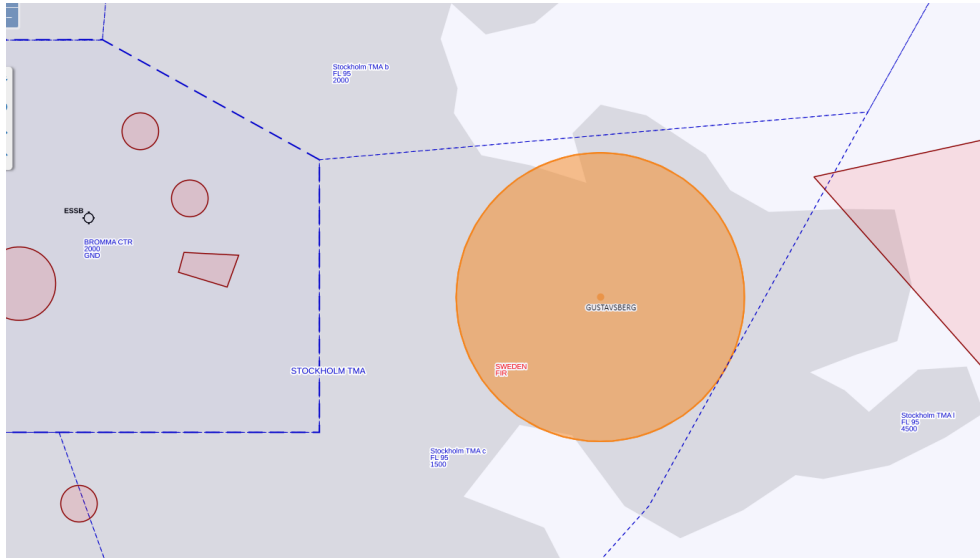 Stockholm TMA b
FL 95
2000
ESSB
BROMMA CTR
2000
GND
GUSTAVSBERG
STOCKHOLM TMA
SWEDEN
FIR
Stockholm TMA c
FL 95
1500
Stockholm TMA l
FL 95
4500